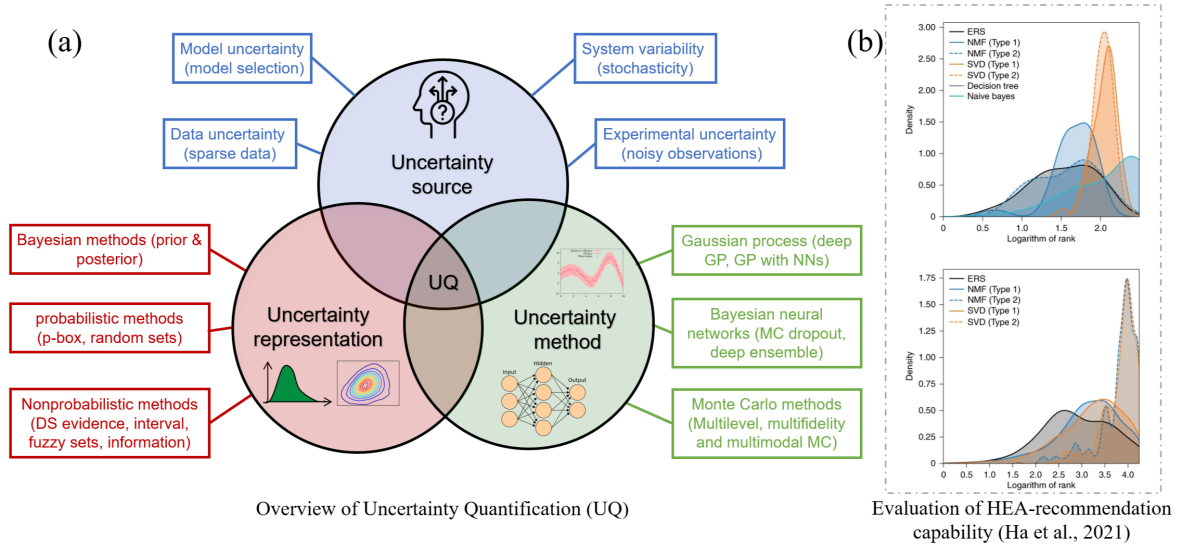 (a)
Model uncertainty
(model selection)
System variability
(stochasticity)
Data uncertainty
(sparse data)
Experimental uncertainty
(noisy observations)
Uncertainty
source
Bayesian methods (prior &
posterior)
probabilistic methods
(p-box, random sets)
Nonprobabilistic methods
(DS evidence, interval,
fuzzy sets, information)
UQ
Uncertainty
representation
Uncertainty
method
Input
Hidden
Output
Gaussian process (deep
GP, GP with NNs)
Bayesian neural
networks (MC dropout,
deep ensemble)
Monte Carlo methods
(Multilevel, multifidelity
and multimodal MC)
Overview of Uncertainty Quantification (UQ)
(b)
ERS
NMF (Type 1)
NMF (Type 2)
SVD (Type 1)
SVD (Type 2)
Decision tree
Naive bayes
Density
3.00
2.50
2.00
1.50
1.00
0.50
0
0 0.5 1.0 1.5 2.0
Logarithm of rank
ERS
NMF (Type 1)
NMF (Type 2)
SVD (Type 1)
SVD (Type 2)
Density
1.75
1.50
1.25
1.00
0.75
0.50
0.25
0
0 0.5 1.0 1.5 2.0 2.5 3.0 3.5 4.0
Logarithm of rank
Evaluation of HEA-recommendation
capability (Ha et al., 2021)